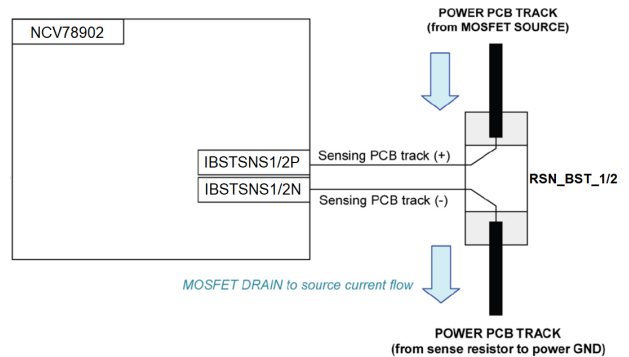 POWER PCB TRACK
(from MOSFET SOURCE)
NCV78902
IBSTSNS1/2P
Sensing PCB track (+)
RSN_BST_1/2
IBSTSNS1/2N
Sensing PCB track (-)
MOSFET DRAIN to source current flow
POWER PCB TRACK
(from sense resistor to power GND)